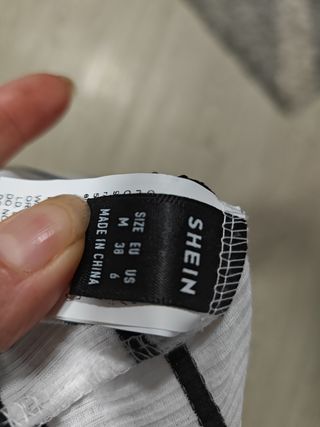 SHEIN
SIZE EU US
M 38 6
MADE IN CHINA